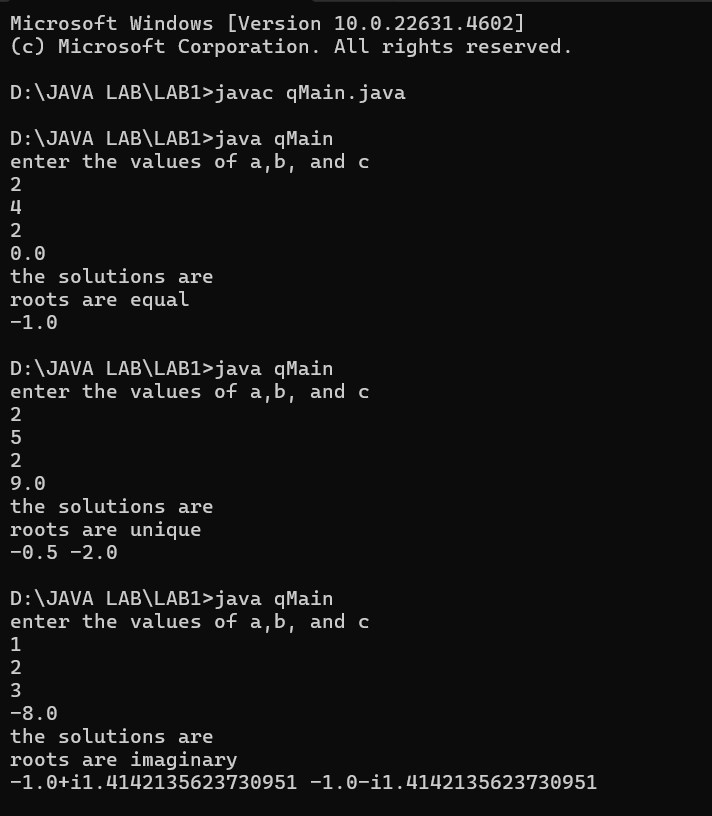 Microsoft Windows [Version 10.0.22631.4602]
(c) Microsoft Corporation. All rights reserved.
D:\JAVA LAB\LAB1>javac qMain.java
D:\JAVA LAB\LAB1>java qMain
enter the values of a,b, and c
2
4
2
0.0
the solutions are
roots are equal
-1.0
D:\JAVA LAB\LAB1>java qMain
enter the values of a,b, and c
2
5
2
9.0
the solutions are
roots are unique
-0.5 -2.0
D:\JAVA LAB\LAB1>java qMain
enter the values of a,b, and c
1
2
3
-8.0
the solutions are
roots are imaginary
-1.0+i1.4142135623730951 -1.0-i1.4142135623730951